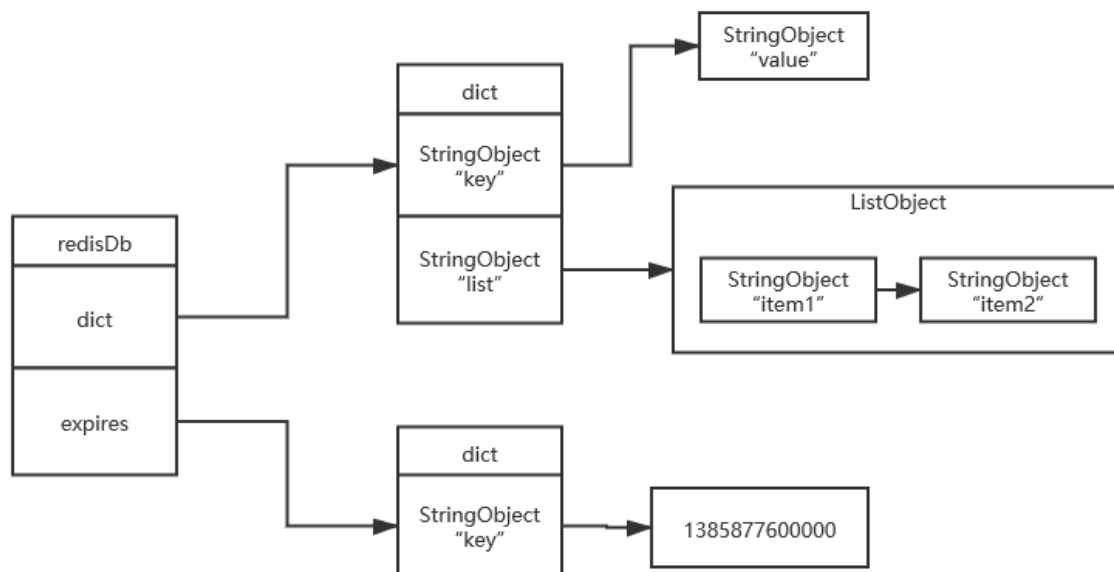 StringObject
“value”
dict
StringObject
“key”
ListObject
redisDb
StringObject
“list”
StringObject
“item1”
StringObject
“item2”
dict
expires
dict
StringObject
“key”
1385877600000